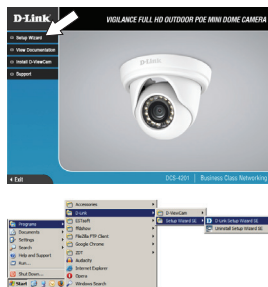 D-Link
VIGILANCE FULL HD OUTDOOR POE MINI DOME CAMERA
Setup Wizard
View Documentation
Install D-ViewCam
Support
D-Link
Exit
DCS-4201 | Business Class Networking
Accessories
D-Link
D-ViewCam
EGTsoft
Setup Wizard SE
D-Link Setup Wizard SE
Programs
Uninstall Setup Wizard SE
Documents
FileZilla FTP Client
Settings
Google Chrome
Search
Help and Support
Audacity
Run...
Internet Explorer
Opera
Shut Down...
Start
Windows Search